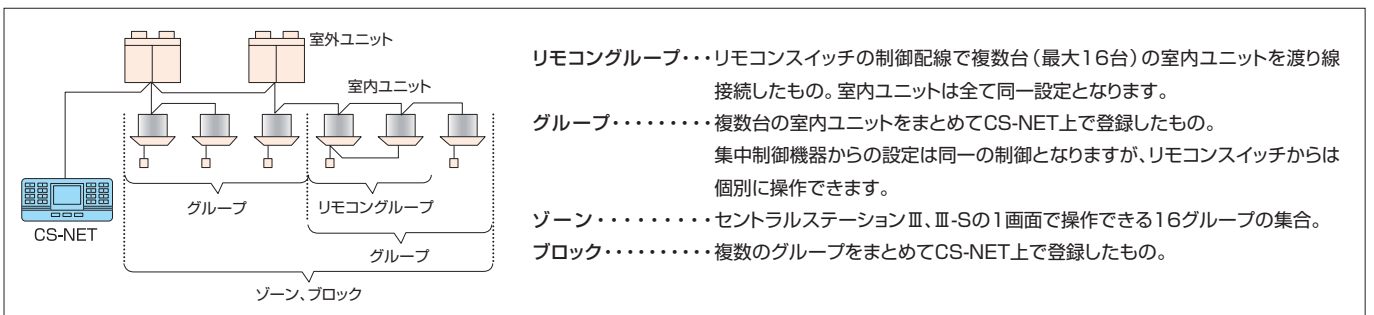 室外ユニット
室内ユニット
グループ
リモコングループ
CS-NET
グループ
ゾーン、ブロック
リモコングループ・・・リモコンスイッチの制御配線で複数台(最大16台)の室内ユニットを渡り線
接続したもの。室内ユニットは全て同一設定となります。
グループ・・・・・・・・・複数台の室内ユニットをまとめてCS-NET上で登録したもの。
集中制御機器からの設定は同一の制御となりますが、リモコンスイッチからは
個別に操作できます。
ゾーン・・・・・・・・・・セントラルステーションⅢ、Ⅲ-Sの1画面で操作できる16グループの集合。
ブロック・・・・・・・・・複数のグループをまとめてCS-NET上で登録したもの。